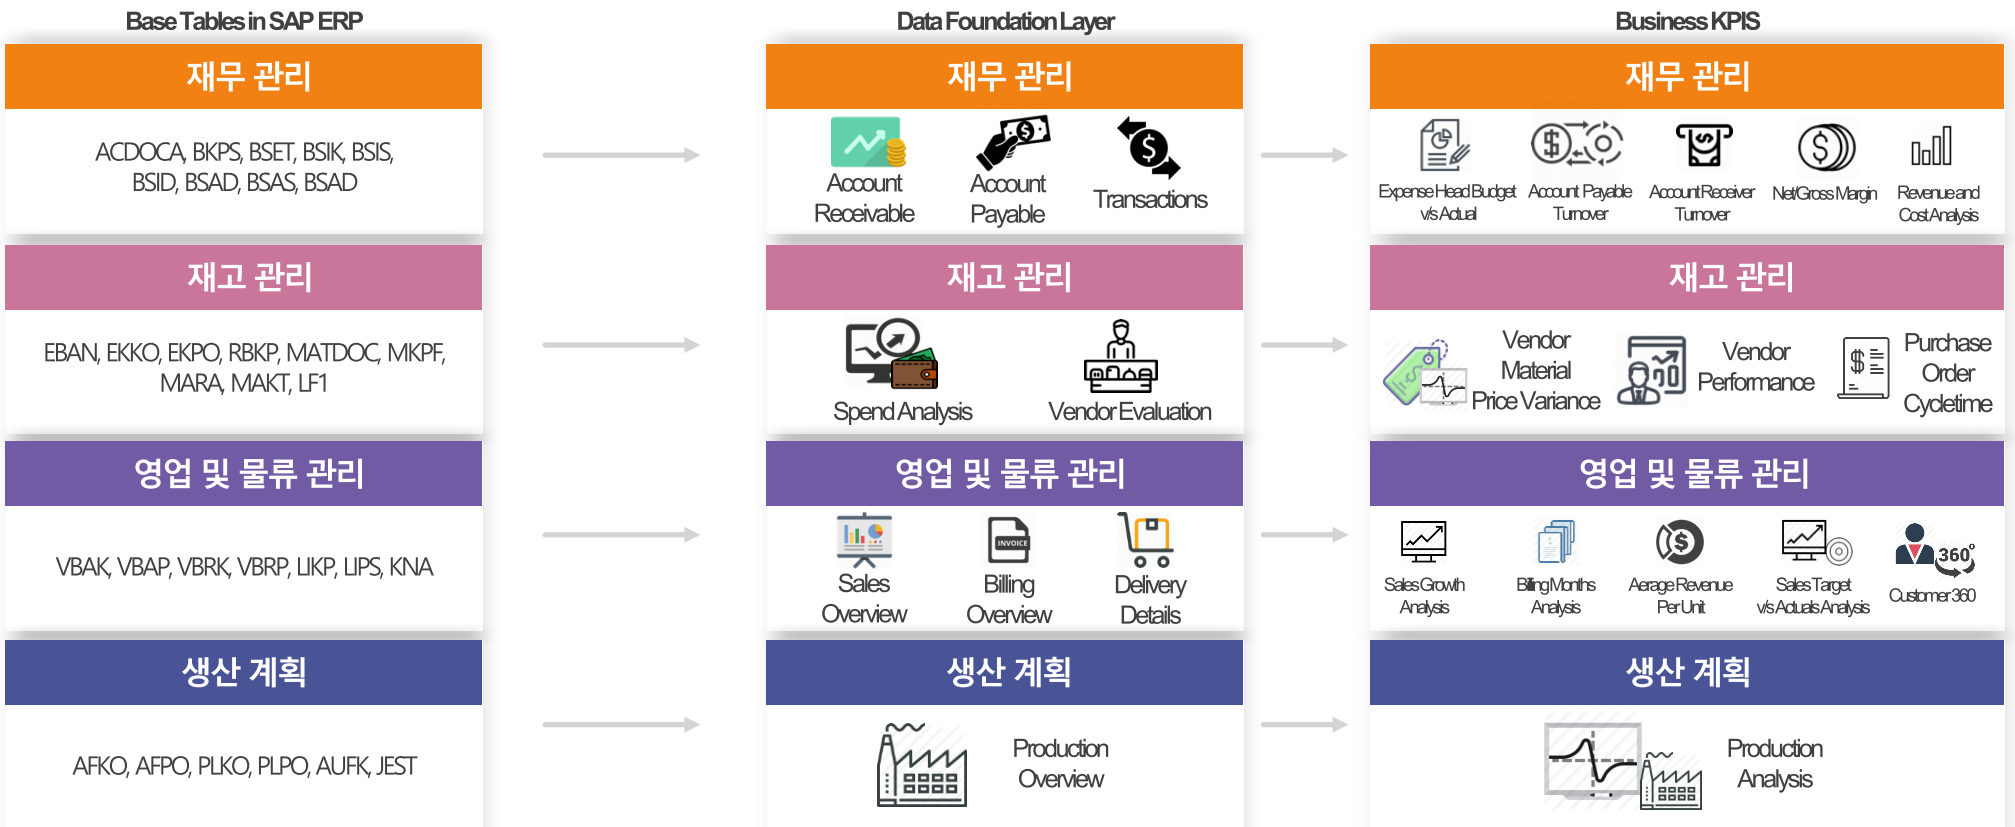 Base Tables in SAP ERP
Data Foundation Layer
Business KPIS
재무 관리
재무 관리
재무 관리
ACDOCA, BKPS, BSET, BSIK, BSIS,
BSID, BSAD, BSAS, BSAD
Account
Receivable
Account
Payable
Transactions
Expense Head Budget
v/s Actual
Account Payable
Turnover
Account Receiver
Turnover
Net/Gross Margin
Revenue and
Cost Analysis
재고 관리
재고 관리
재고 관리
EBAN, EKKO, EKPO, RBKP, MATDOC, MKPF,
MARA, MAKT, LF1
Spend Analysis
Vendor Evaluation
Vendor
Material
Price Variance
Vendor
Performance
Purchase
Order
Cycletime
영업 및 물류 관리
영업 및 물류 관리
영업 및 물류 관리
VBAK, VBAP, VBRK, VBRP, LIKP, LIPS, KNA
Sales
Overview
INVOICE
Billing
Overview
Delivery
Details
Sales Growth
Analysis
Billing Months
Analysis
Aerage Revenue
Per Unit
Sales Target
v/s Actuals Analysis
360°
Customer 360
생산 계획
생산 계획
생산 계획
AFKO, AFPO, PLKO, PLPO, AUFK, JEST
Production
Overview
Production
Analysis